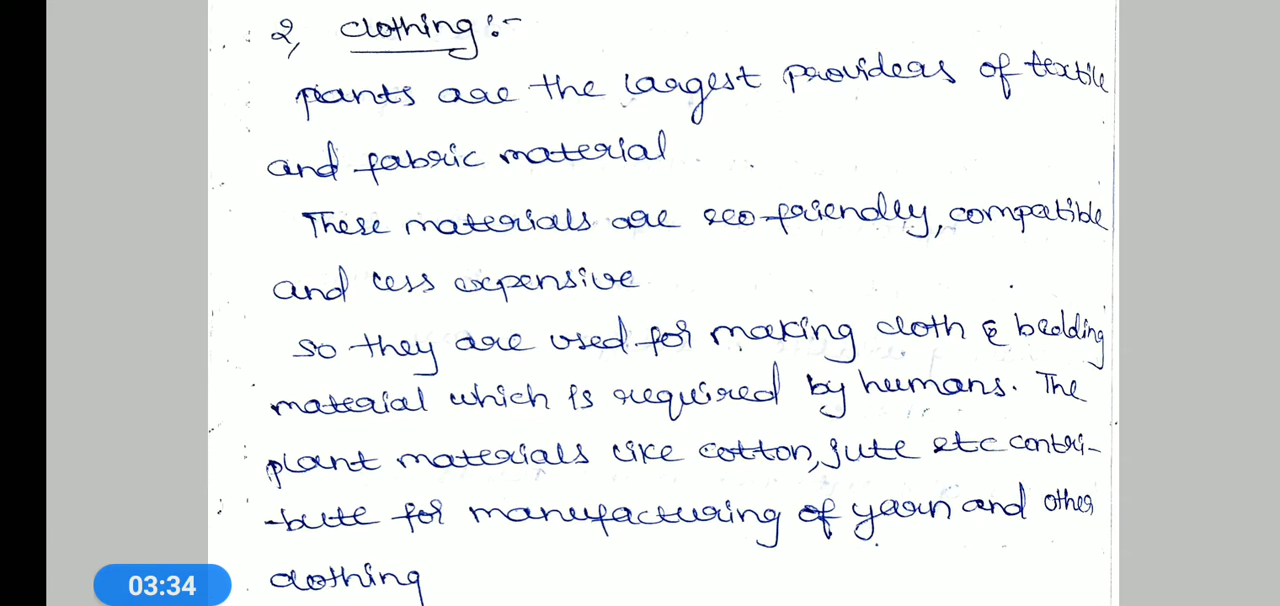 2, clothing :-
plants are the largest providers of textile
and fabric material
These materials are eco-friendly, compatible
and less expensive
so they are used for making cloth & bedding
material which is required by humans. The
plant materials like cotton, jute etc contri-
-bute for manufacturing of yarn and other
clothing
03:34